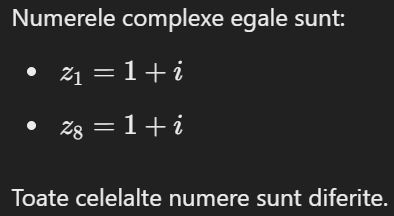 Numerele complexe egale sunt:
• z₁ = 1 + i
• z₈ = 1 + i
Toate celelalte numere sunt diferite.